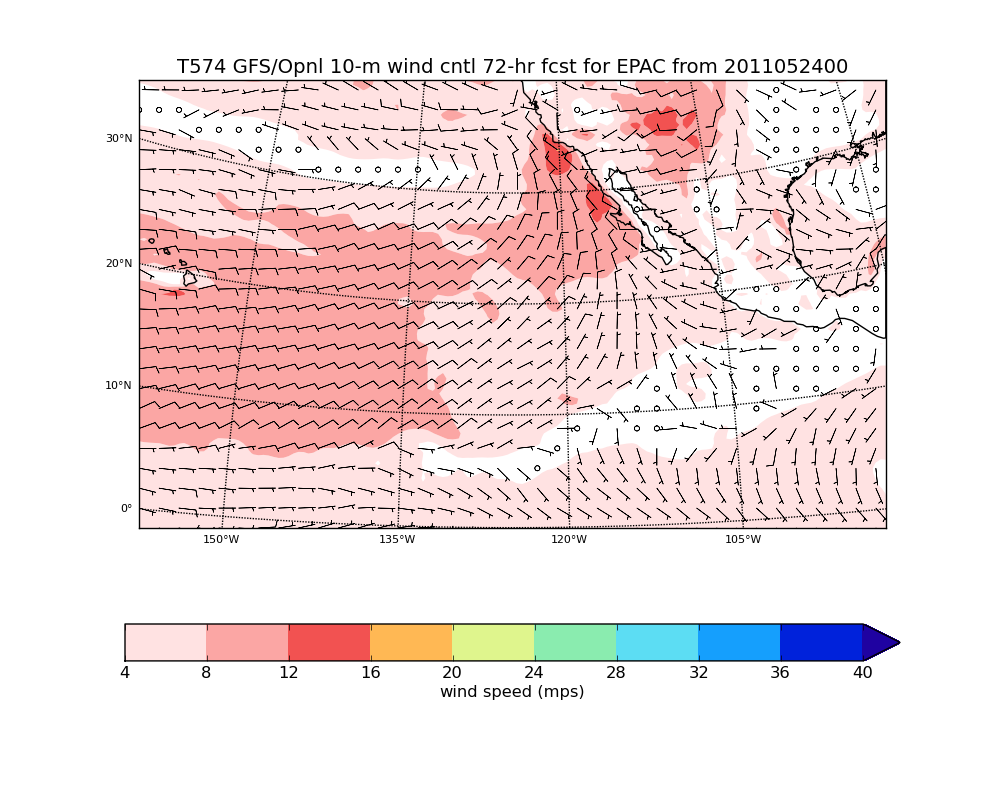 T574 GFS/Opnl 10-m wind cntl 72-hr fcst for EPAC from 2011052400
30°N
20°N
10°N
0°
150°W 135°W 120°W 105°W
4 8 12 16 20 24 28 32 36 40
wind speed (mps)